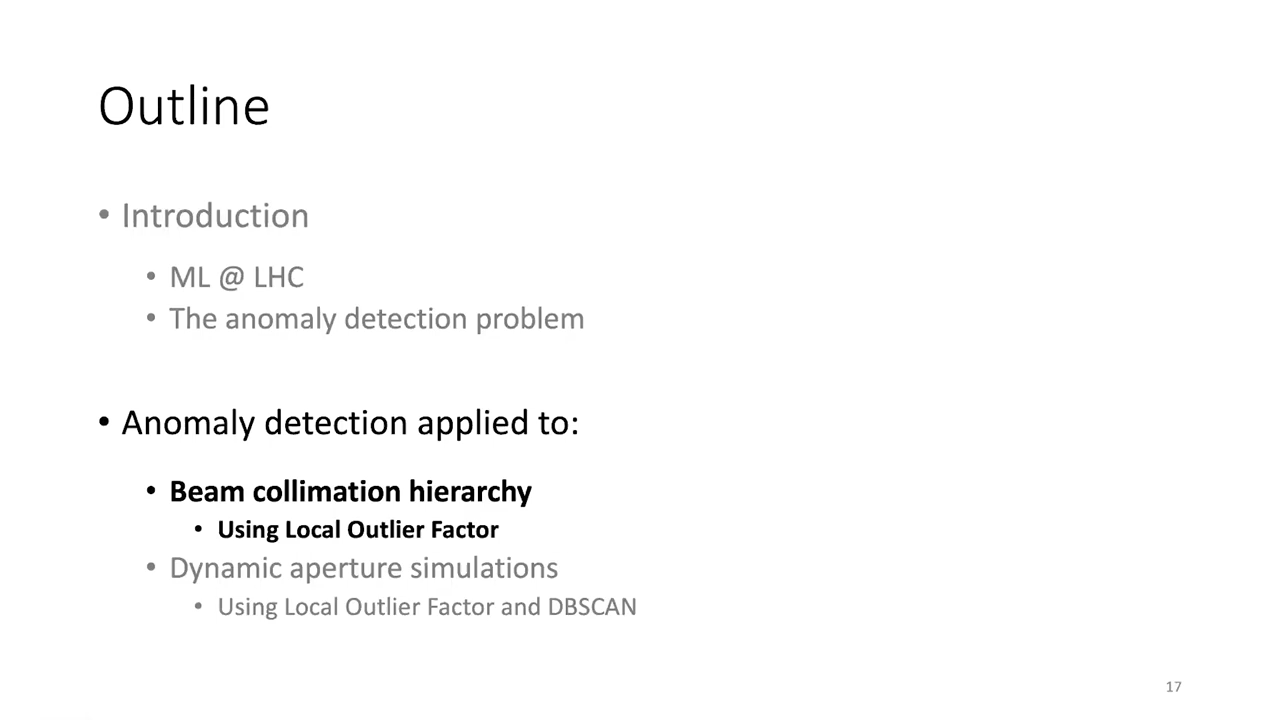 Outline
• Introduction
• ML @ LHC
• The anomaly detection problem
• Anomaly detection applied to:
• Beam collimation hierarchy
• Using Local Outlier Factor
• Dynamic aperture simulations
• Using Local Outlier Factor and DBSCAN
17